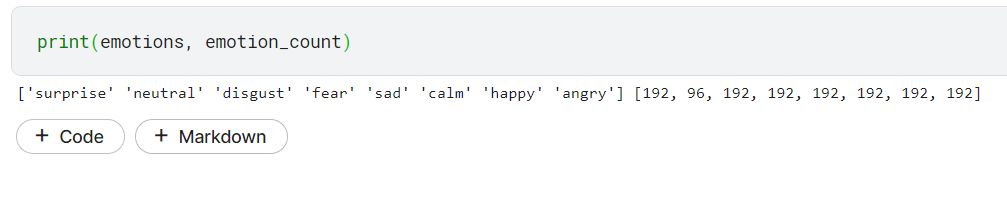 print(emotions, emotion_count)
['surprise' 'neutral' 'disgust' 'fear' 'sad' 'calm' 'happy' 'angry'] [192, 96, 192, 192, 192, 192, 192, 192]
+ Code + Markdown